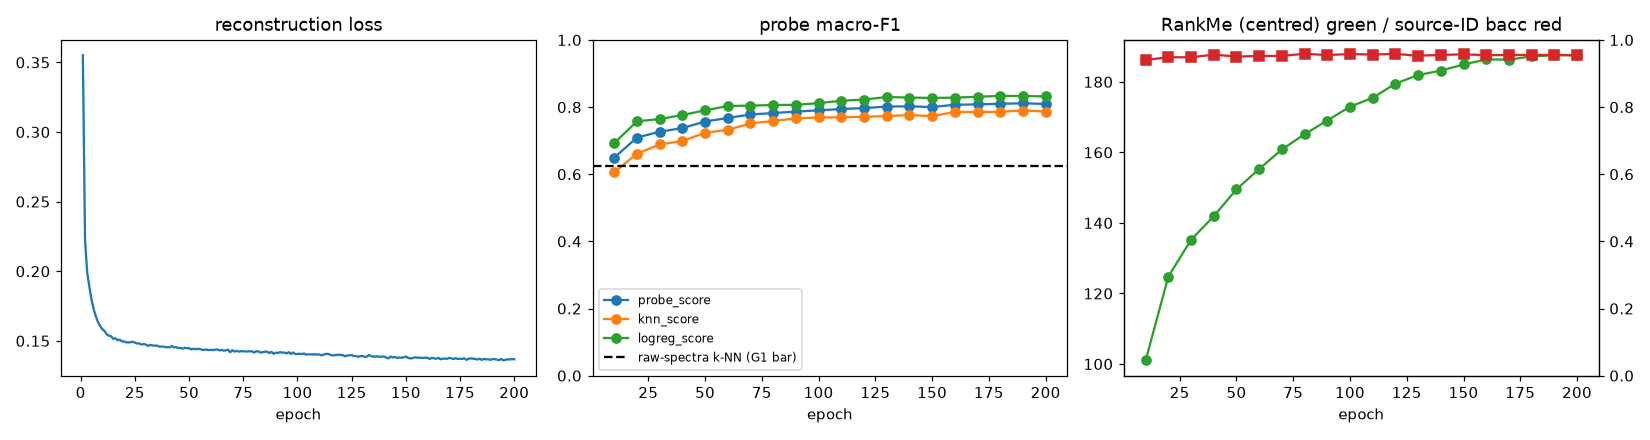 reconstruction loss
0.35
0.30
0.25
0.20
0.15
0 25 50 75 100 125 150 175 200
epoch
probe macro-F1
1.0
0.8
0.6
0.4
0.2
0.0
probe_score
knn_score
logreg_score
raw-spectra k-NN (G1 bar)
25 50 75 100 125 150 175 200
epoch
RankMe (centred) green / source-ID bacc red
180
160
140
120
100
1.0
0.8
0.6
0.4
0.2
0.0
25 50 75 100 125 150 175 200
epoch